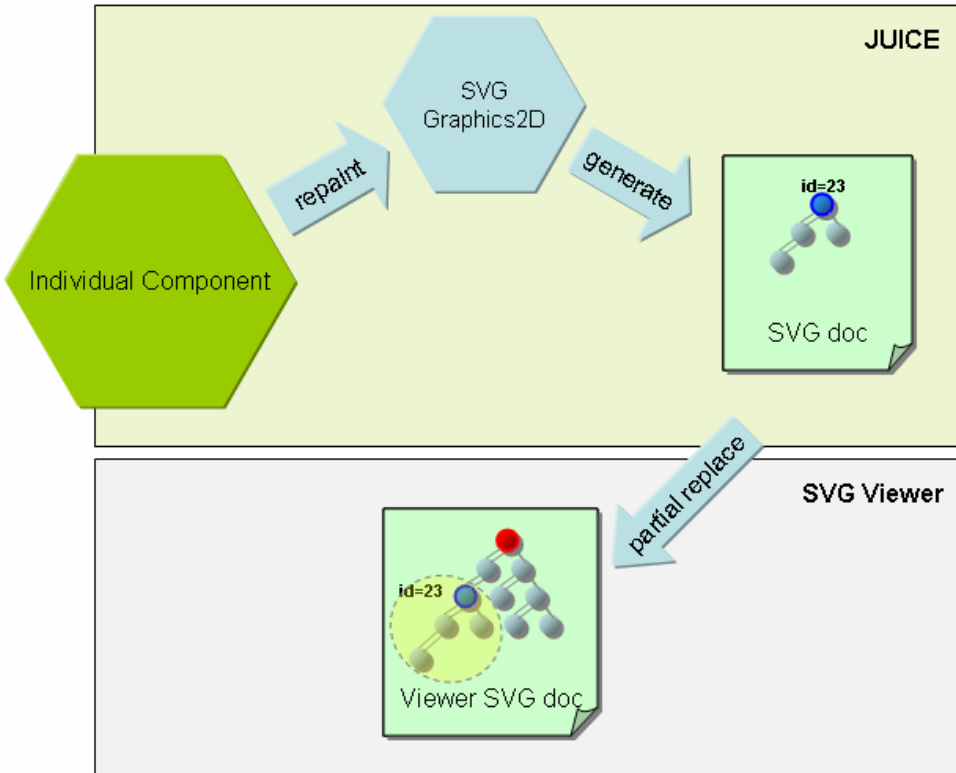 JUICE
SVG
Graphics2D
repaint
generate
id=23
Individual Component
SVG doc
partial replace
SVG Viewer
id=23
Viewer SVG doc